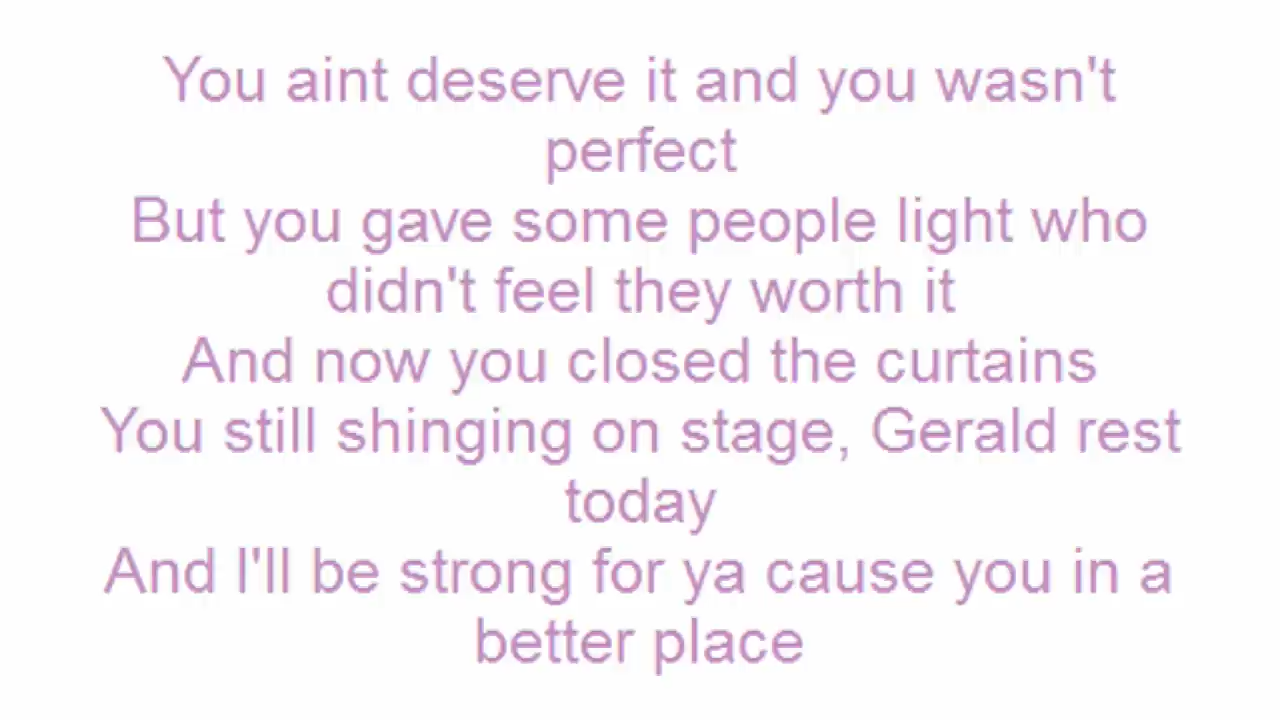 You aint deserve it and you wasn't
perfect
But you gave some people light who
didn't feel they worth it
And now you closed the curtains
You still shinging on stage, Gerald rest
today
And I'll be strong for ya cause you in a
better place